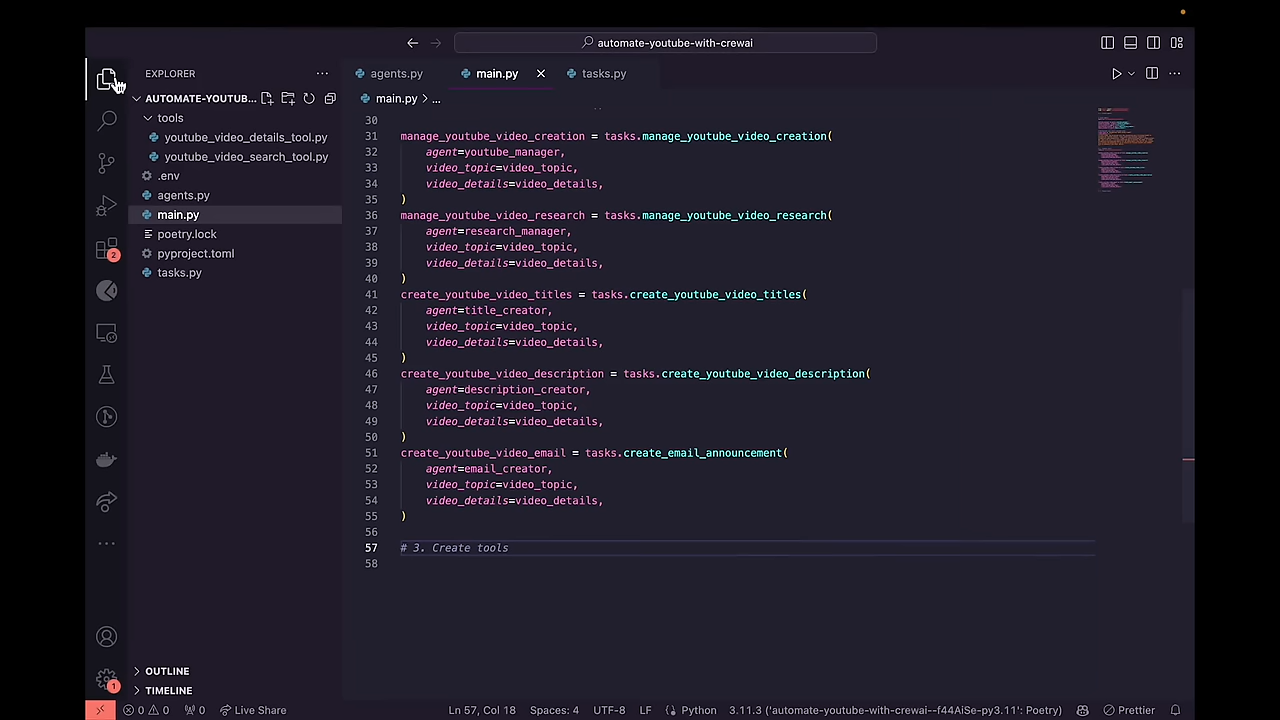 automate-youtube-with-crewai
EXPLORER
agents.py
main.py
tasks.py
AUTOMATE-YOUTUB...
main.py > ...
tools
youtube_video_details_tool.py
youtube_video_search_tool.py
.env
agents.py
main.py
poetry.lock
pyproject.toml
tasks.py
30
31 manage_youtube_video_creation = tasks.manage_youtube_video_creation(
32 agent=youtube_manager,
33 video_topic=video_topic,
34 video_details=video_details,
35 )
36 manage_youtube_video_research = tasks.manage_youtube_video_research(
37 agent=research_manager,
38 video_topic=video_topic,
39 video_details=video_details,
40 )
41 create_youtube_video_titles = tasks.create_youtube_video_titles(
42 agent=title_creator,
43 video_topic=video_topic,
44 video_details=video_details,
45 )
46 create_youtube_video_description = tasks.create_youtube_video_description(
47 agent=description_creator,
48 video_topic=video_topic,
49 video_details=video_details,
50 )
51 create_youtube_video_email = tasks.create_email_announcement(
52 agent=email_creator,
53 video_topic=video_topic,
54 video_details=video_details,
55 )
56
57 # 3. Create tools
58
2
OUTLINE
TIMELINE
1
0 0 0 Live Share Ln 57, Col 18 Spaces: 4 UTF-8 LF Python 3.11.3 ('automate-youtube-with-crewai--f44AiSe-py3.11': Poetry) Prettier